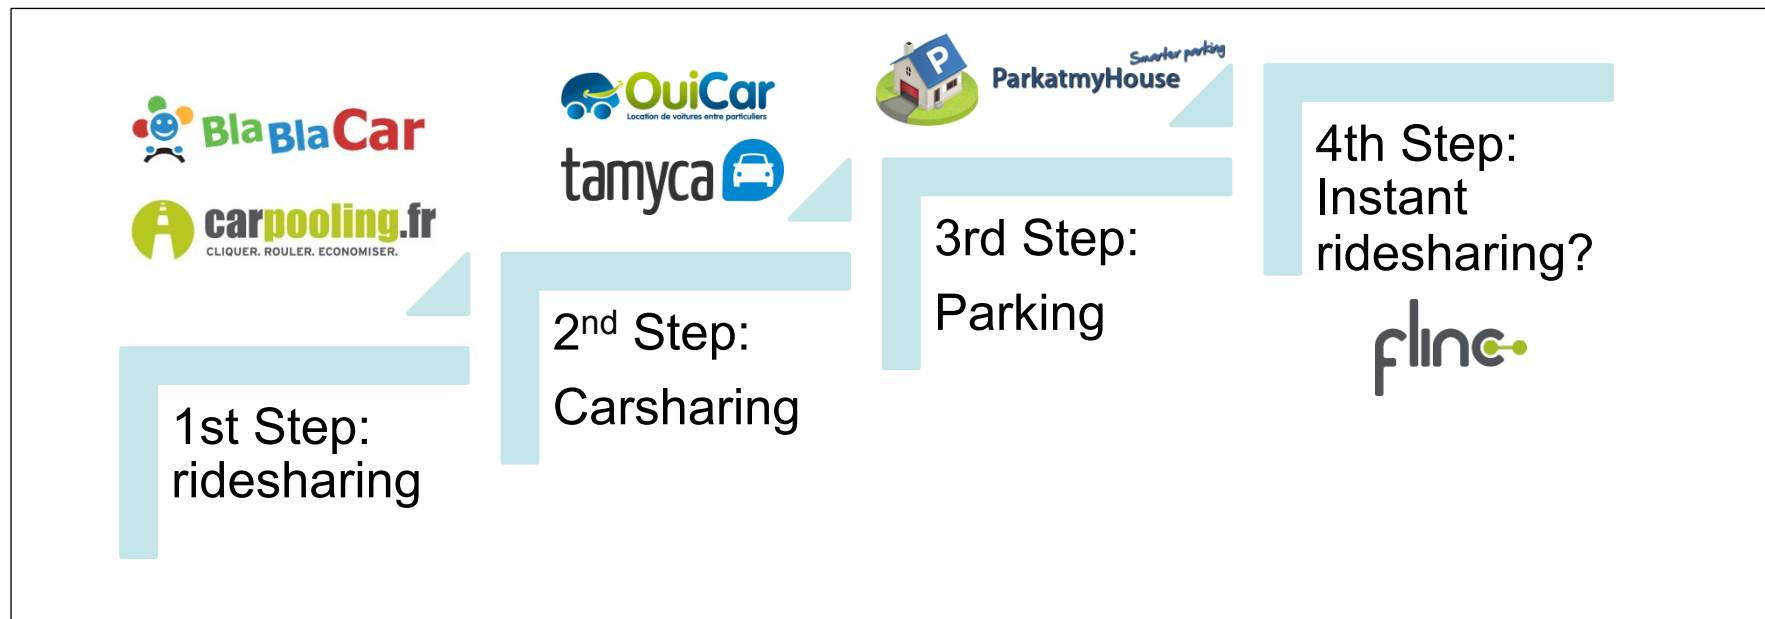 BlaBlaCar
carpooling.fr
CLIQUER. ROULER. ECONOMISER.
1st Step:
ridesharing
OuiCar
Location de voitures entre particuliers
tamyca
2nd Step:
Carsharing
P
Smarter parking
ParkatmyHouse
3rd Step:
Parking
4th Step:
Instant
ridesharing?
flinc